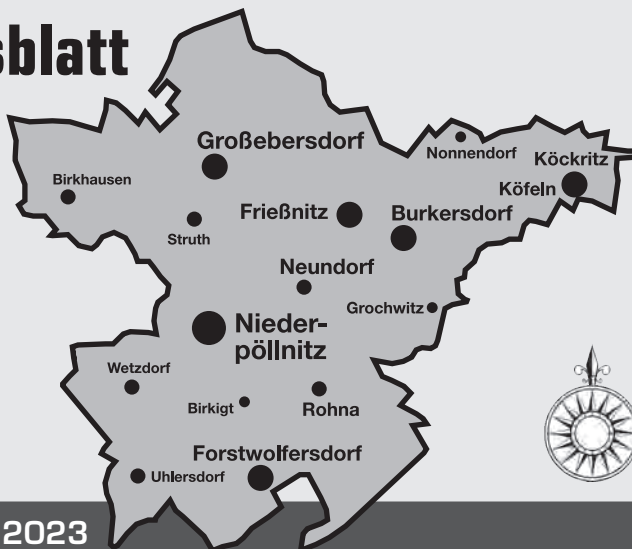 sblatt
Großebersdorf
Nonnendorf
Köckritz
Birkhausen
Köfeln
Frießnitz
Burkersdorf
Struth
Neundorf
Grochwitz
Nieder-
pöllnitz
Wetzdorf
Birkigt
Rohna
Forstwolfersdorf
Uhlersdorf
2023